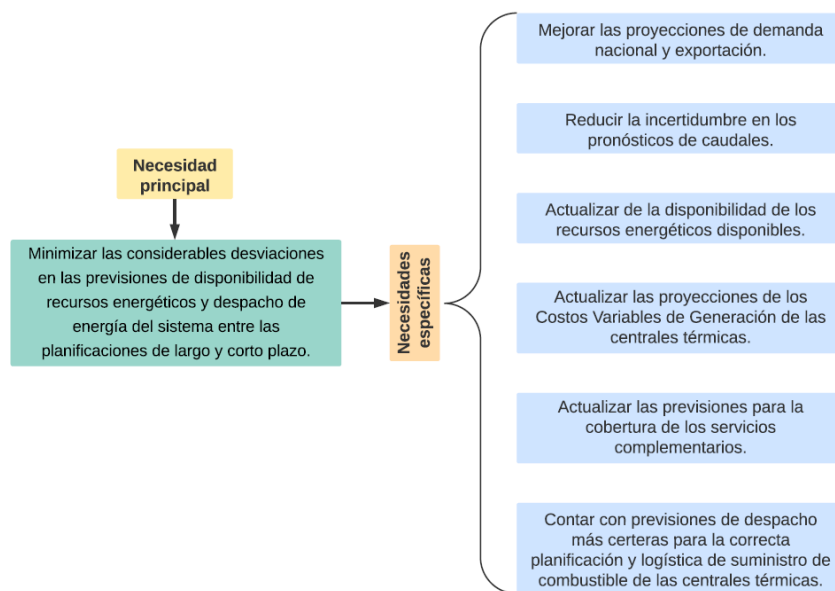 Necesidad
principal
Minimizar las considerables desviaciones
en las previsiones de disponibilidad de
recursos energéticos y despacho de
energía del sistema entre las
planificaciones de largo y corto plazo.
Necesidades
específicas
Mejorar las proyecciones de demanda
nacional y exportación.
Reducir la incertidumbre en los
pronósticos de caudales.
Actualizar de la disponibilidad de los
recursos energéticos disponibles.
Actualizar las proyecciones de los
Costos Variables de Generación de las
centrales térmicas.
Actualizar las previsiones para la
cobertura de los servicios
complementarios.
Contar con previsiones de despacho
más certeras para la correcta
planificación y logística de suministro de
combustible de las centrales térmicas.